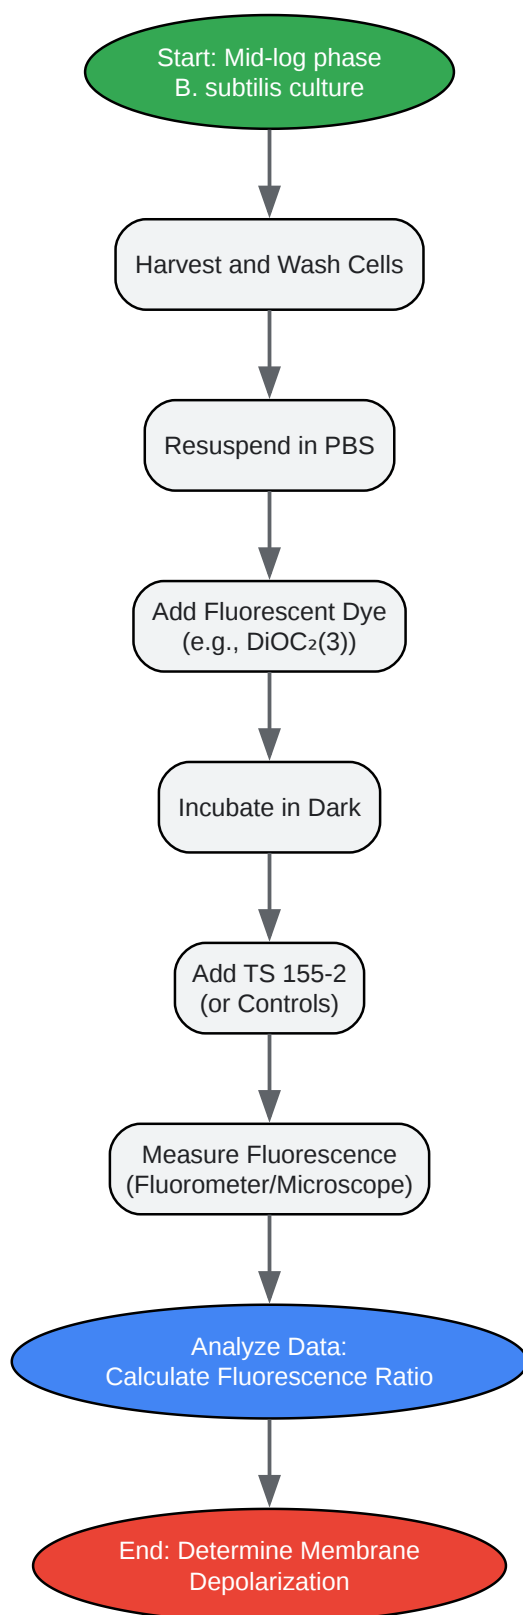 Start: Mid-log phase
B. subtilis culture
Harvest and Wash Cells
Resuspend in PBS
Add Fluorescent Dye
(e.g., DiOC₂(3))
Incubate in Dark
Add TS 155-2
(or Controls)
Measure Fluorescence
(Fluorometer/Microscope)
Analyze Data:
Calculate Fluorescence Ratio
End: Determine Membrane
Depolarization